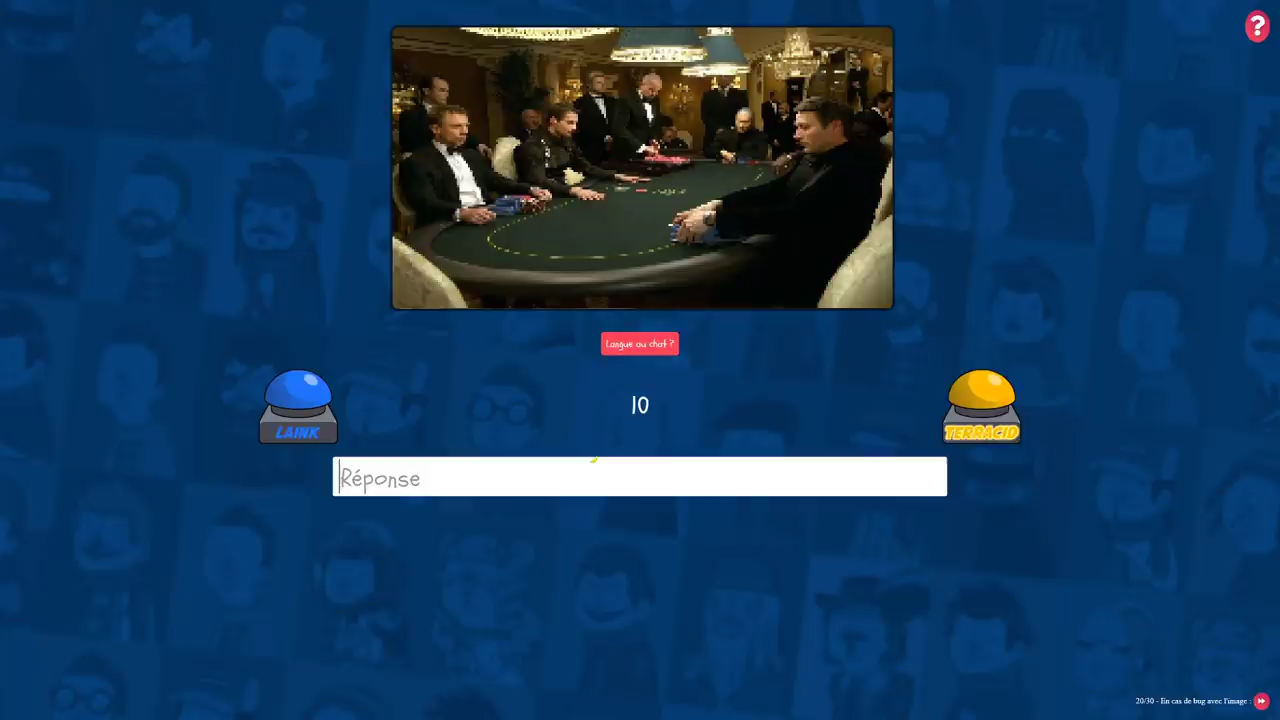 ?
Langue au chat ?
10
LAINK
TERRACID
Réponse
20/30 - En cas de bug avec l'image :